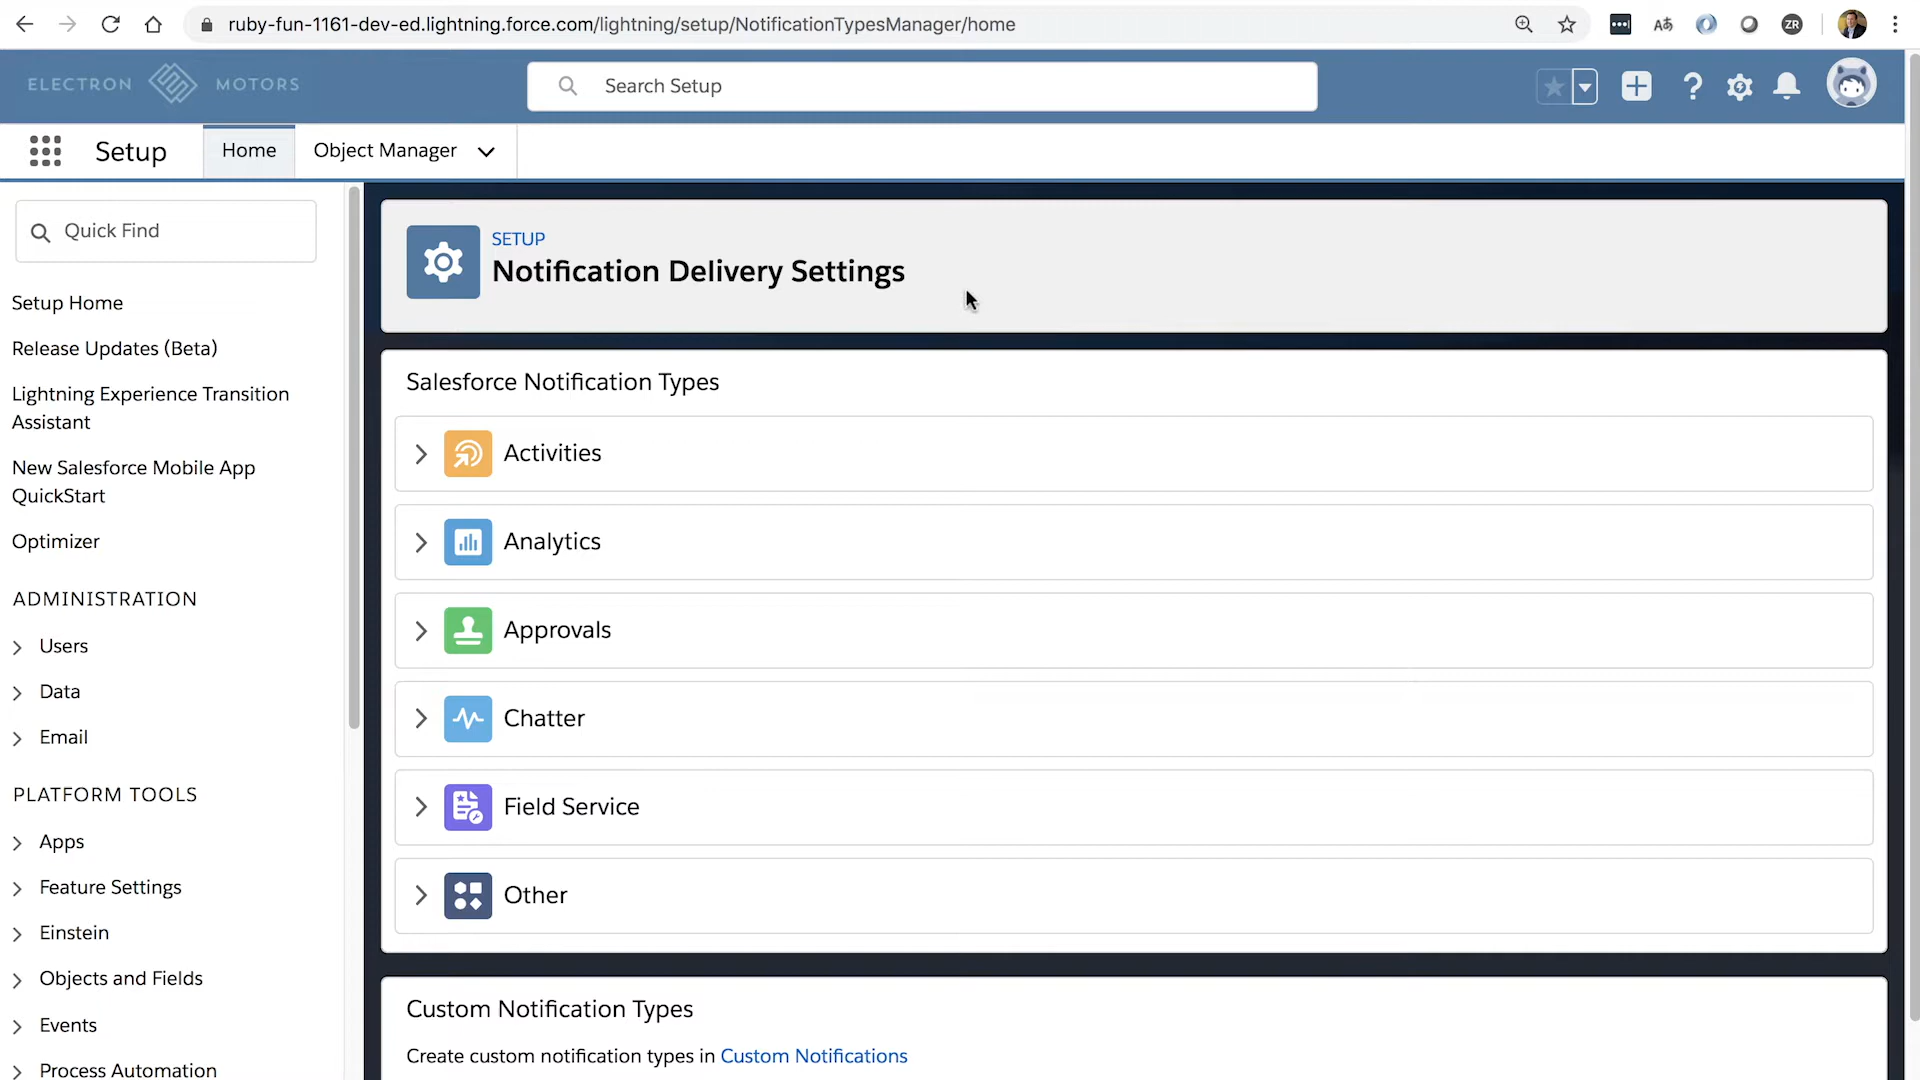 ruby-fun-1161-dev-ed.lightning.force.com/lightning/setup/NotificationTypesManager/home
Aあ
ZR
ELECTRON MOTORS
Search Setup
Setup
Home
Object Manager
Quick Find
Setup Home
Release Updates (Beta)
Lightning Experience Transition
Assistant
New Salesforce Mobile App
QuickStart
Optimizer
ADMINISTRATION
Users
Data
Email
PLATFORM TOOLS
Apps
Feature Settings
Einstein
Objects and Fields
Events
Process Automation
SETUP
Notification Delivery Settings
Salesforce Notification Types
Activities
Analytics
Approvals
Chatter
Field Service
Other
Custom Notification Types
Create custom notification types in Custom Notifications